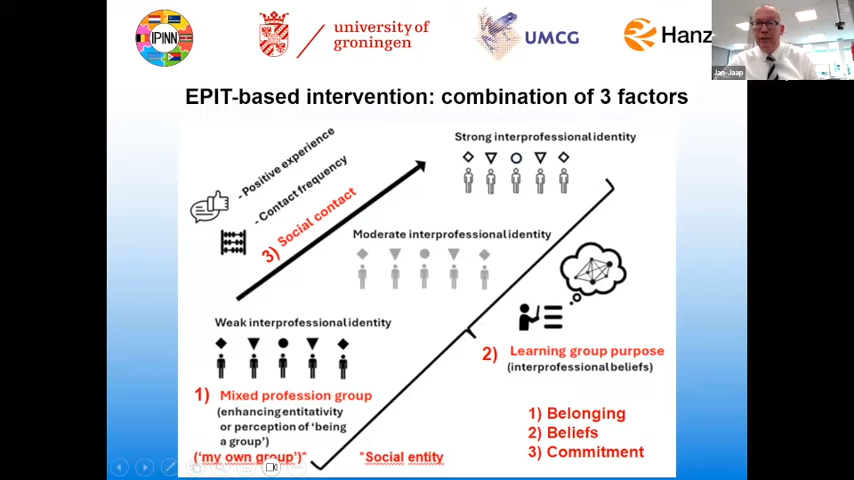 IPINN
university of
groningen
UMCG
Hanz
Jan-Jaap
EPIT-based intervention: combination of 3 factors
- Positive experience
- Contact frequency
3) Social contact
Strong interprofessional identity
Moderate interprofessional identity
Weak interprofessional identity
1) Mixed profession group
(enhancing entitativity
or perception of 'being
a group')
('my own group')*
*Social entity
2) Learning group purpose
(interprofessional beliefs)
1) Belonging
2) Beliefs
3) Commitment